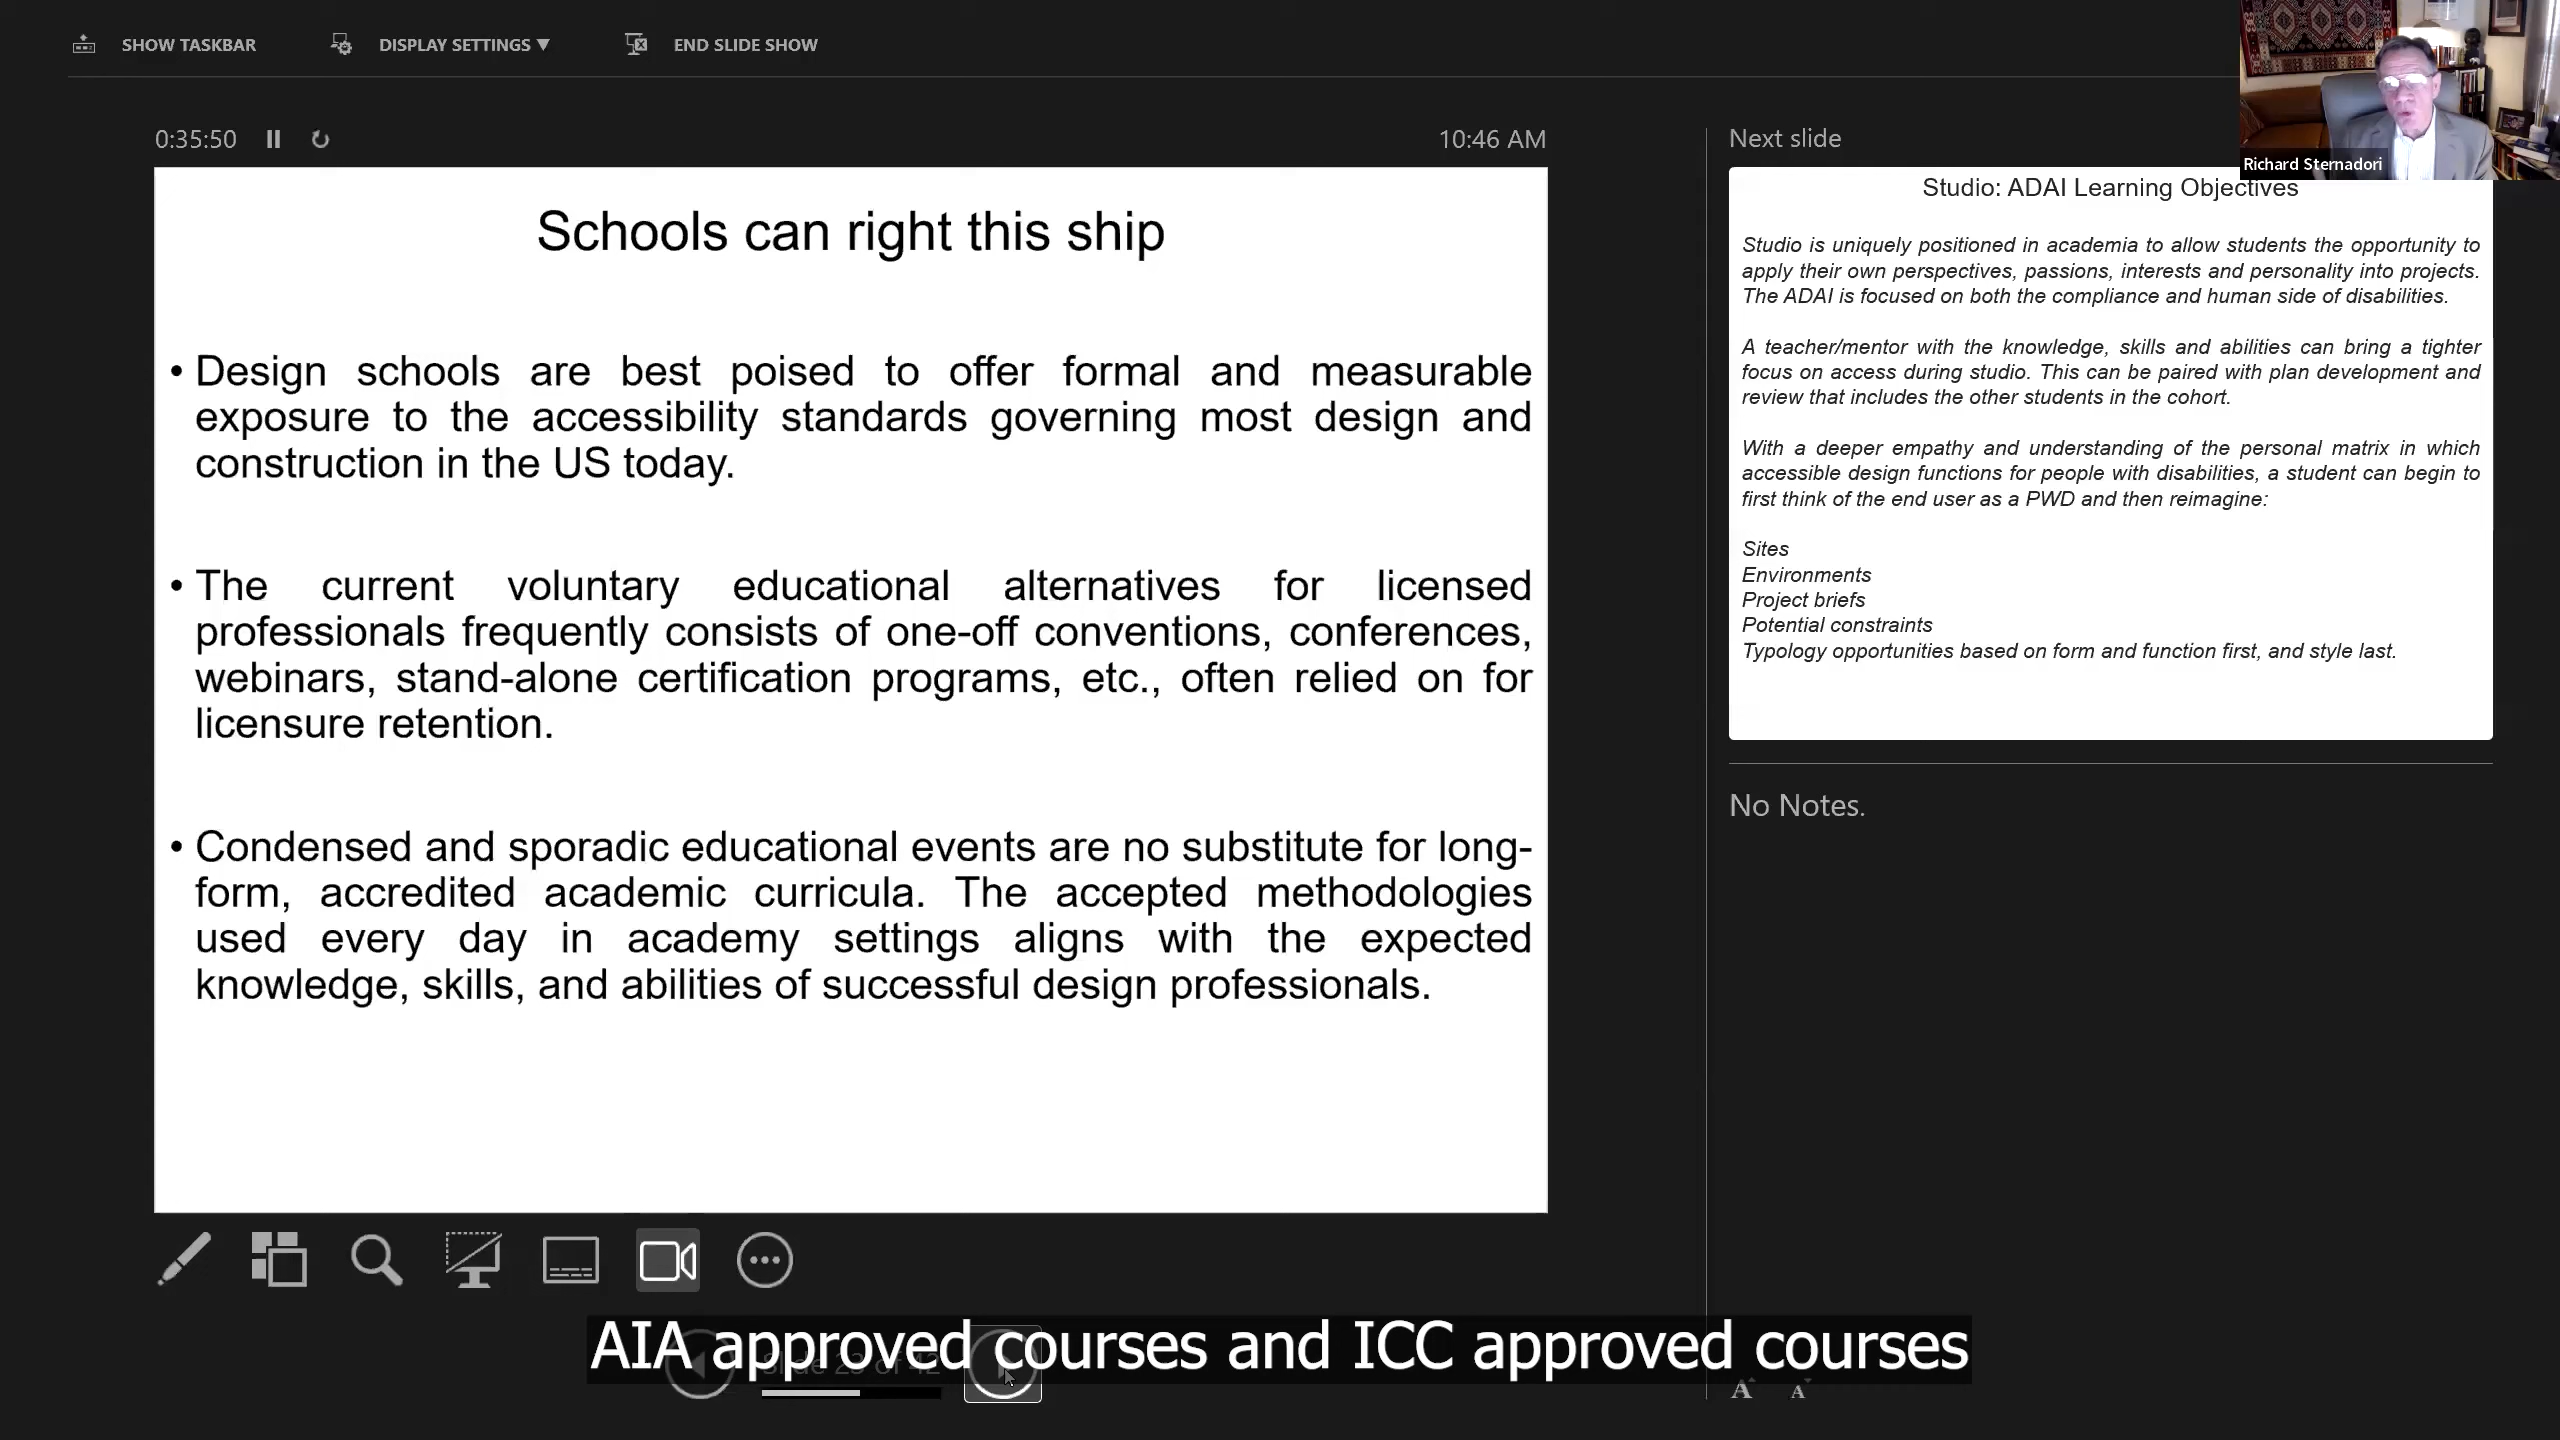 SHOW TASKBAR
DISPLAY SETTINGS ▼
END SLIDE SHOW
0:35:50
10:46 AM
Schools can right this ship
• Design schools are best poised to offer formal and measurable
exposure to the accessibility standards governing most design and
construction in the US today.
• The current voluntary educational alternatives for licensed
professionals frequently consists of one-off conventions, conferences,
webinars, stand-alone certification programs, etc., often relied on for
licensure retention.
• Condensed and sporadic educational events are no substitute for long-
form, accredited academic curricula. The accepted methodologies
used every day in academy settings aligns with the expected
knowledge, skills, and abilities of successful design professionals.
Next slide
Richard Sternadori
Studio: ADAI Learning Objectives
Studio is uniquely positioned in academia to allow students the opportunity to
apply their own perspectives, passions, interests and personality into projects.
The ADAI is focused on both the compliance and human side of disabilities.
A teacher/mentor with the knowledge, skills and abilities can bring a tighter
focus on access during studio. This can be paired with plan development and
review that includes the other students in the cohort.
With a deeper empathy and understanding of the personal matrix in which
accessible design functions for people with disabilities, a student can begin to
first think of the end user as a PWD and then reimagine:
Sites
Environments
Project briefs
Potential constraints
Typology opportunities based on form and function first, and style last.
No Notes.
AIA approved courses and ICC approved courses
A A